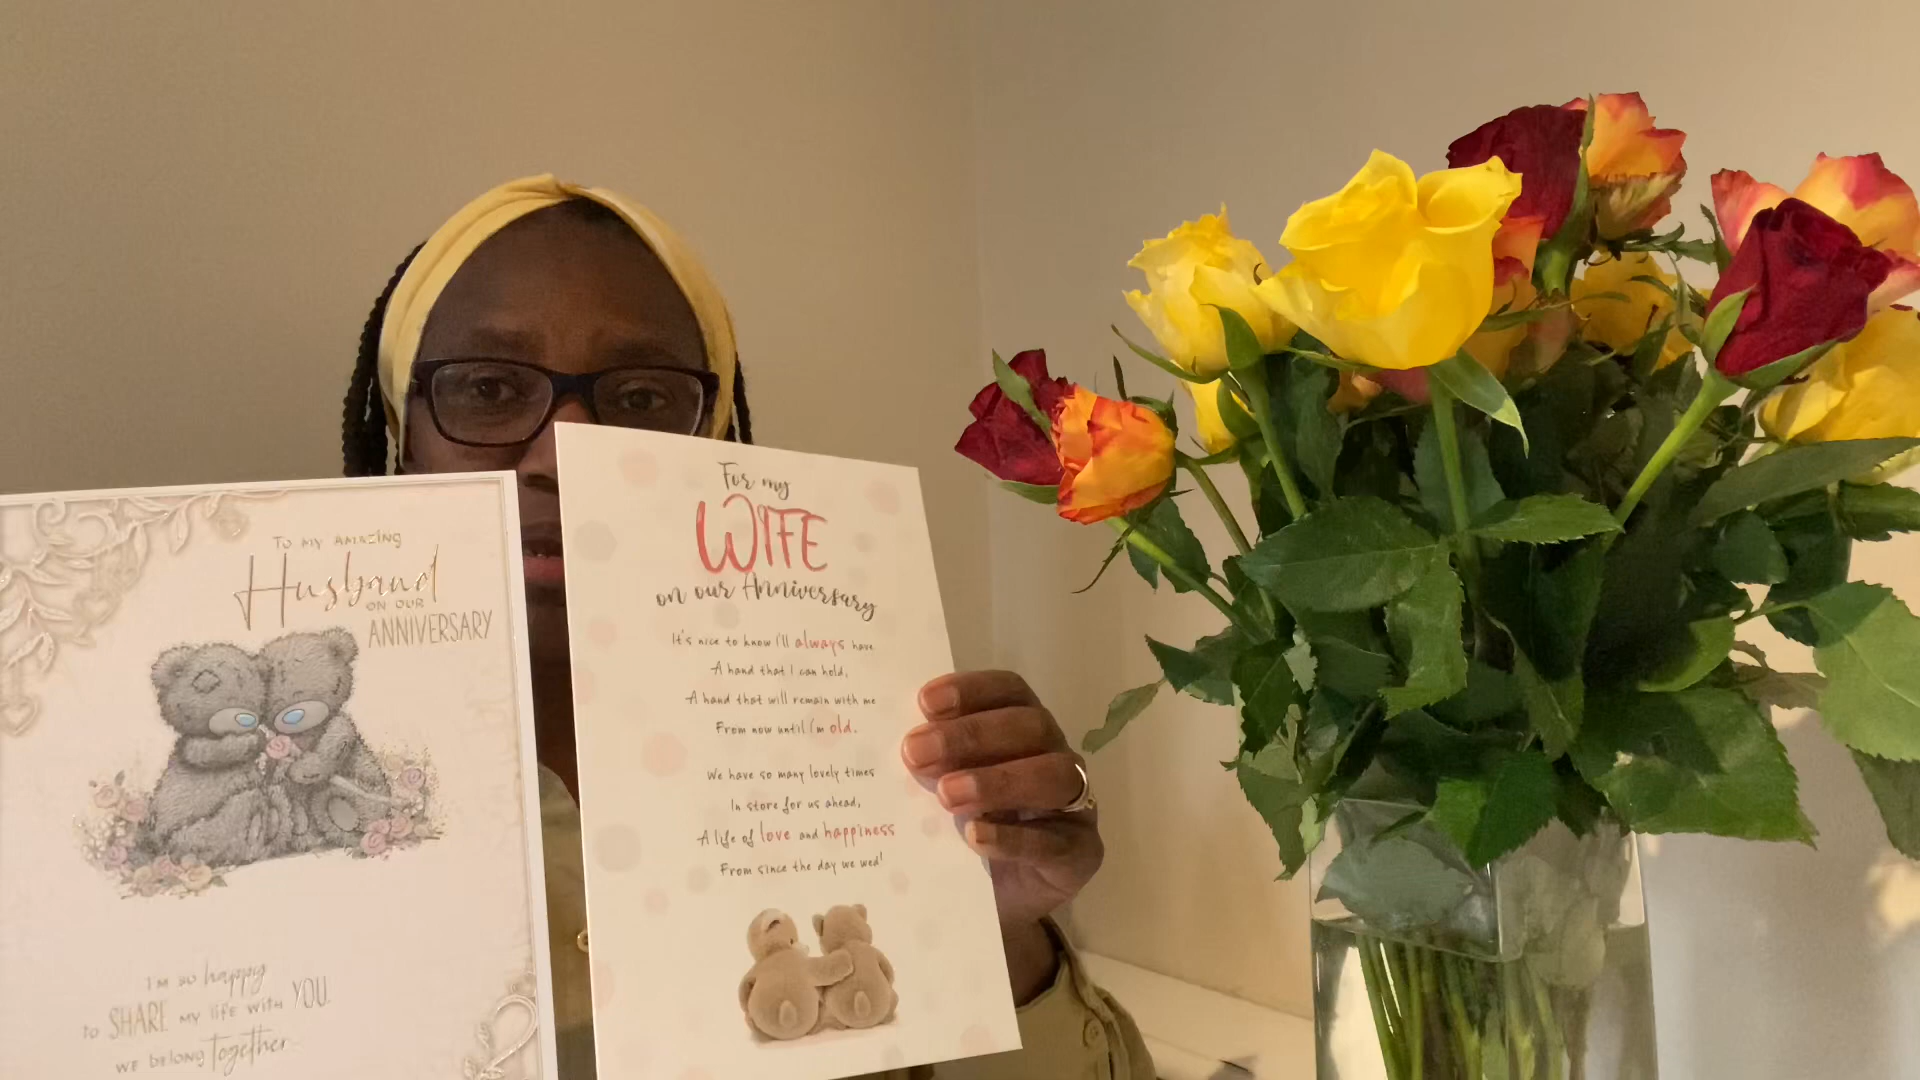 To my amazing
Husband
on our
Anniversary
I'm so happy
to SHARE my life with YOU.
we belong together
For my
WIFE
on our Anniversary
It's nice to know i'll always have
A hand that I can hold,
A hand that will remain with me
From now until i'm old.
We have so many lovely times
In store for us ahead,
A life of love and happiness
From since the day we wed!